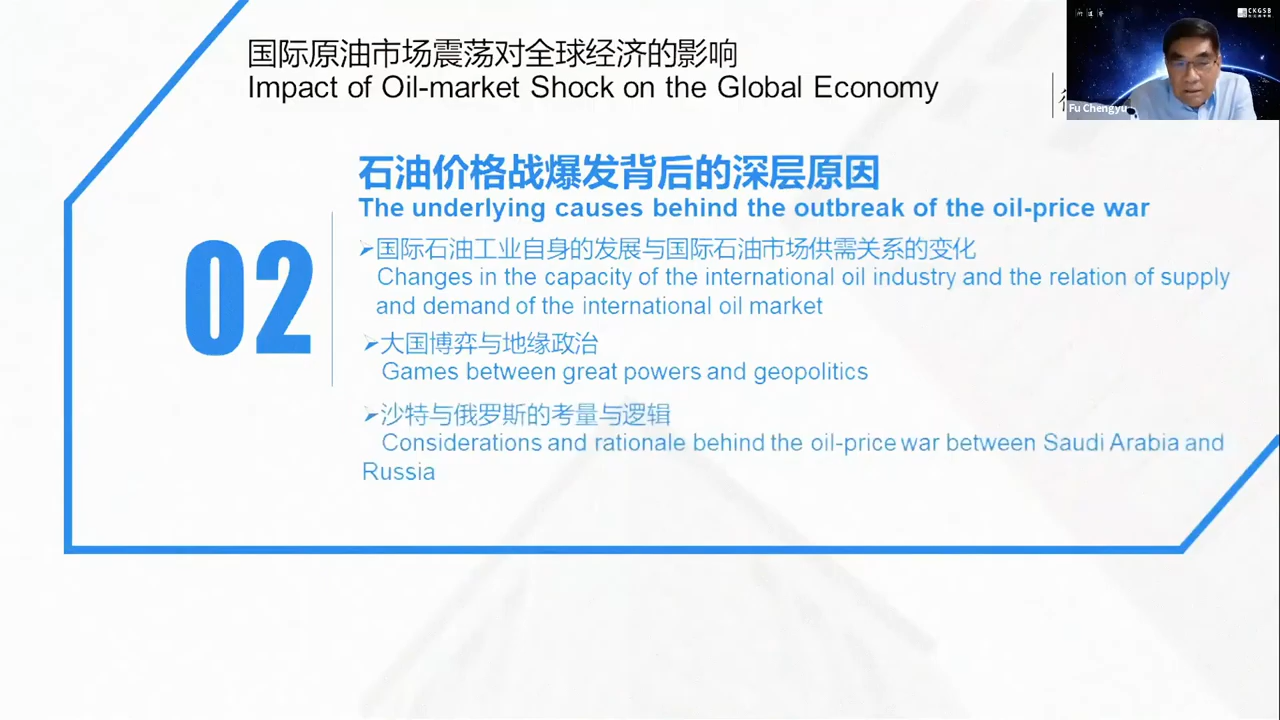 国际原油市场震荡对全球经济的影响
Impact of Oil-market Shock on the Global Economy
CKGSB
Fu Chengyu
石油价格战爆发背后的深层原因
The underlying causes behind the outbreak of the oil-price war
02
➢国际石油工业自身的发展与国际石油市场供需关系的变化
Changes in the capacity of the international oil industry and the relation of supply
and demand of the international oil market
➢大国博弈与地缘政治
Games between great powers and geopolitics
➢沙特与俄罗斯的考量与逻辑
Considerations and rationale behind the oil-price war between Saudi Arabia and
Russia